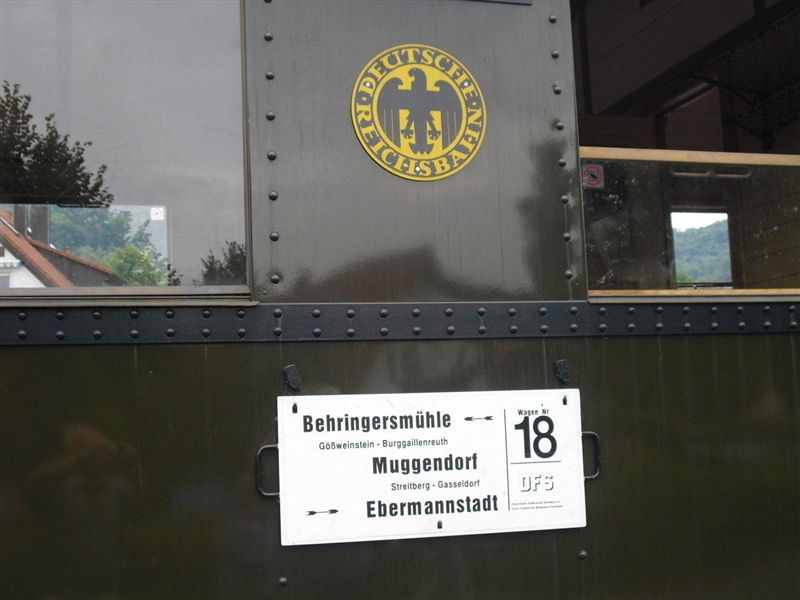 DEUTSCHE
REICHSBAHN
Behringersmühle
Gößweinstein - Burggaillenreuth
Muggendorf
Streitberg - Gasseldorf
Ebermannstadt
Wagen Nr
18
DFS